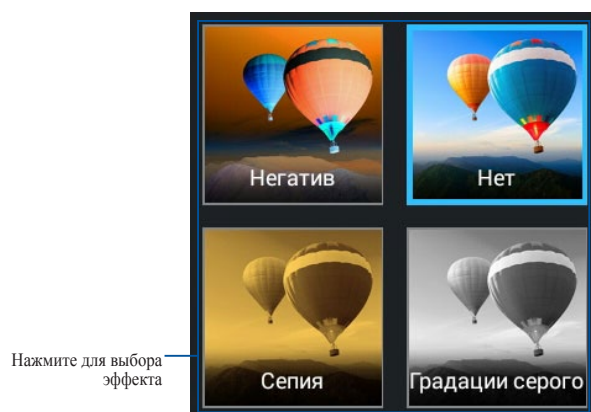 Негатив
Нет
Нажмите для выбора
эффекта
Сепия
Градации серого